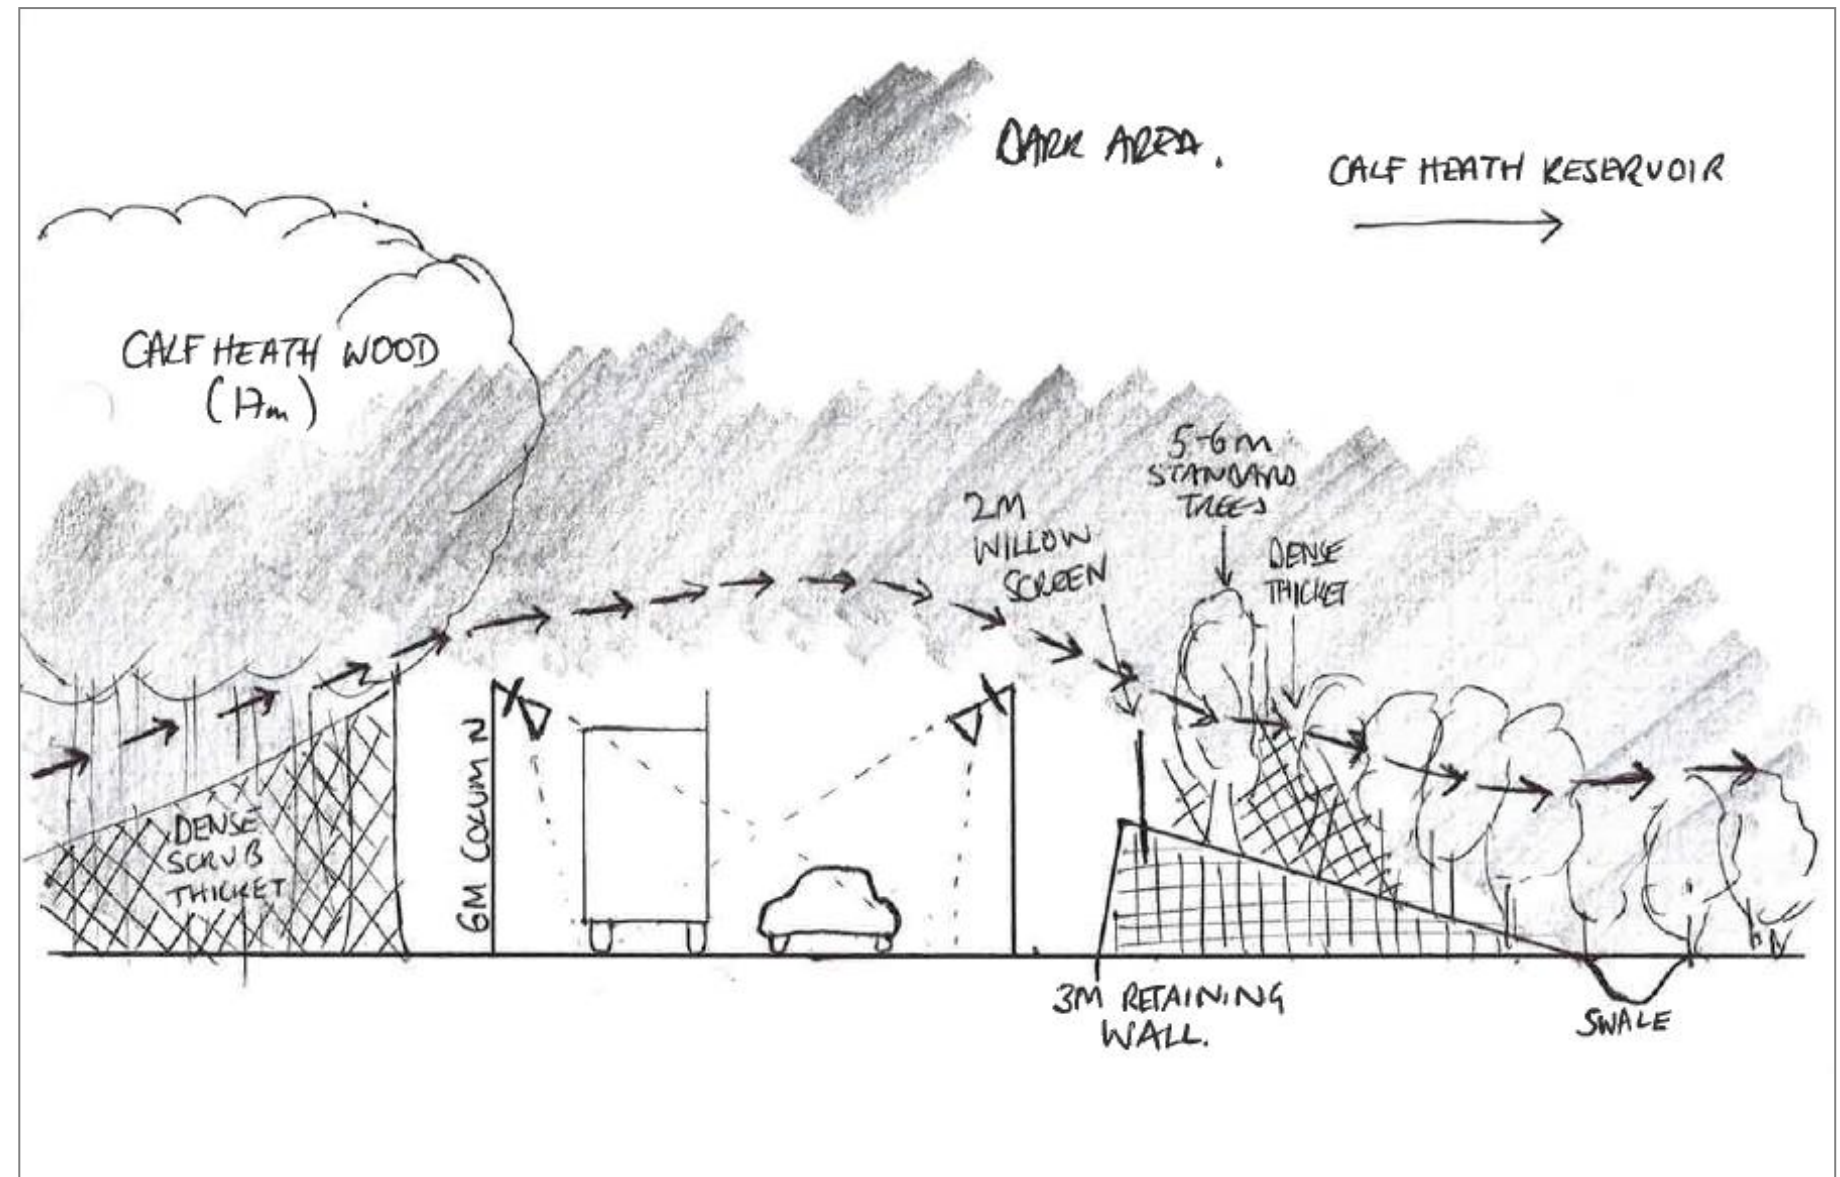 DARK AREA.
CALF HEATH RESERVOIR
CALF HEATH WOOD
(17m)
5-6m
STANDARD
TREES
2M
WILLOW
SCREEN
DENSE
THICKET
6M COLUMN
DENSE
SCRUB
THICKET
3M RETAINING
WALL.
SWALE